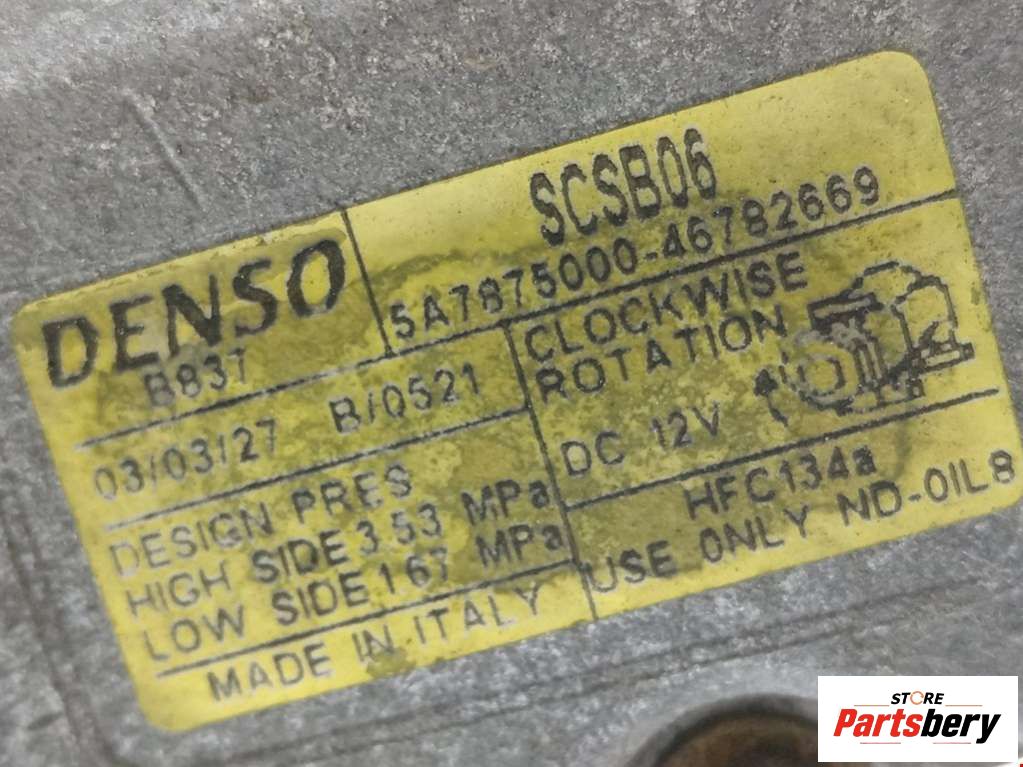 DENSO
B83T
SCSB06
5A7875000-46782669
03/03/27 B/0521
CLOCKWISE
ROTATION
DC 12V
DESIGN PRES
HIGH SIDE 3.53 MPa
LOW SIDE 1.67 MPa
HFC134a
USE ONLY ND-OIL8
MADE IN ITALY
STORE
Partsbery